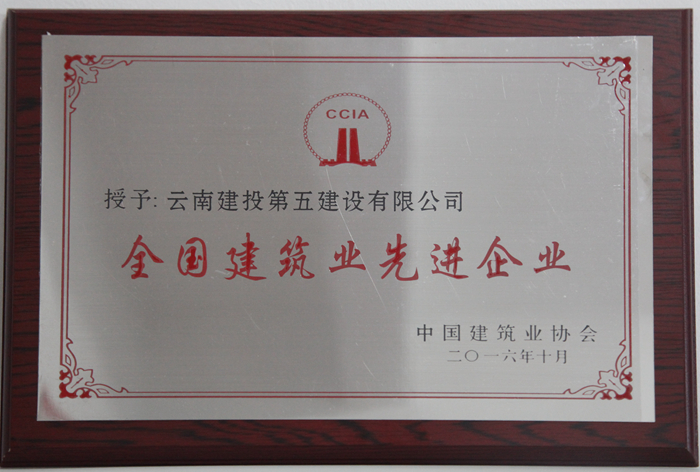 CCIA
授予: 云南建投第五建设有限公司
全国建筑业先进企业
中国建筑业协会
二〇一六年十月